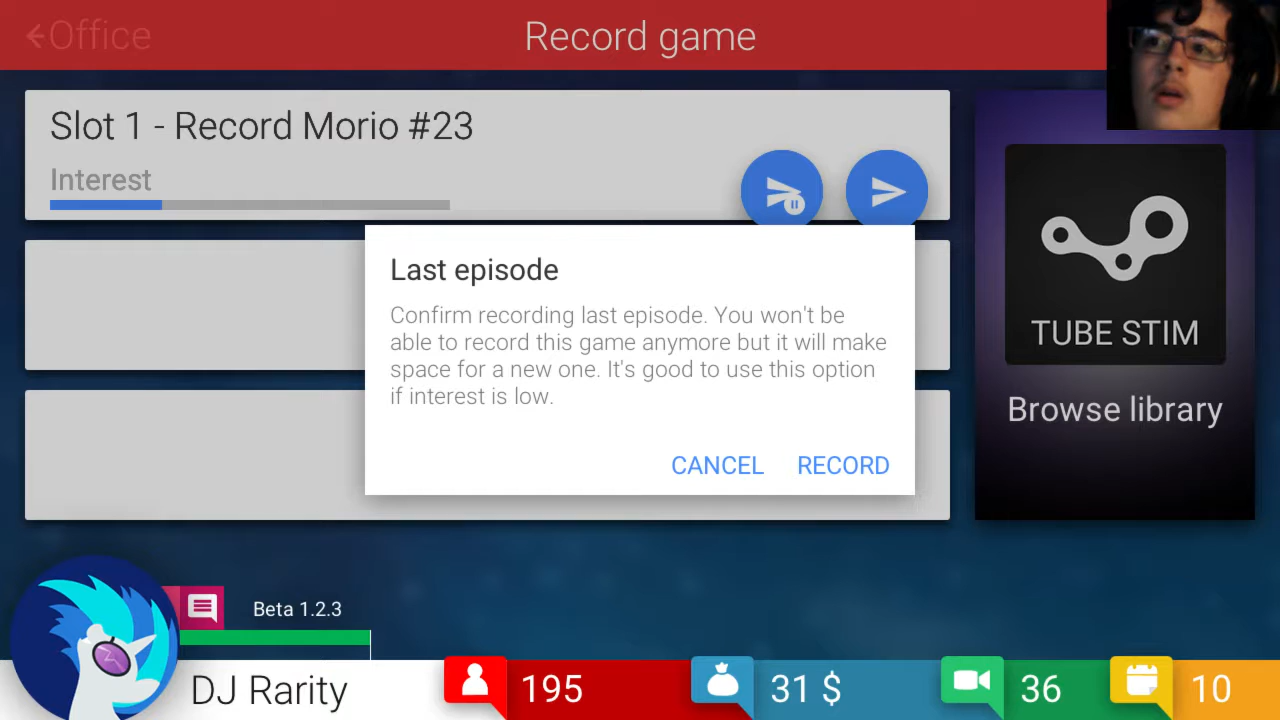 Office
Record game
Slot 1 - Record Morio #23
Interest
Last episode
Confirm recording last episode. You won't be
able to record this game anymore but it will make
space for a new one. It's good to use this option
if interest is low.
CANCEL RECORD
TUBE STIM
Browse library
Beta 1.2.3
DJ Rarity
195
31 $
36
10